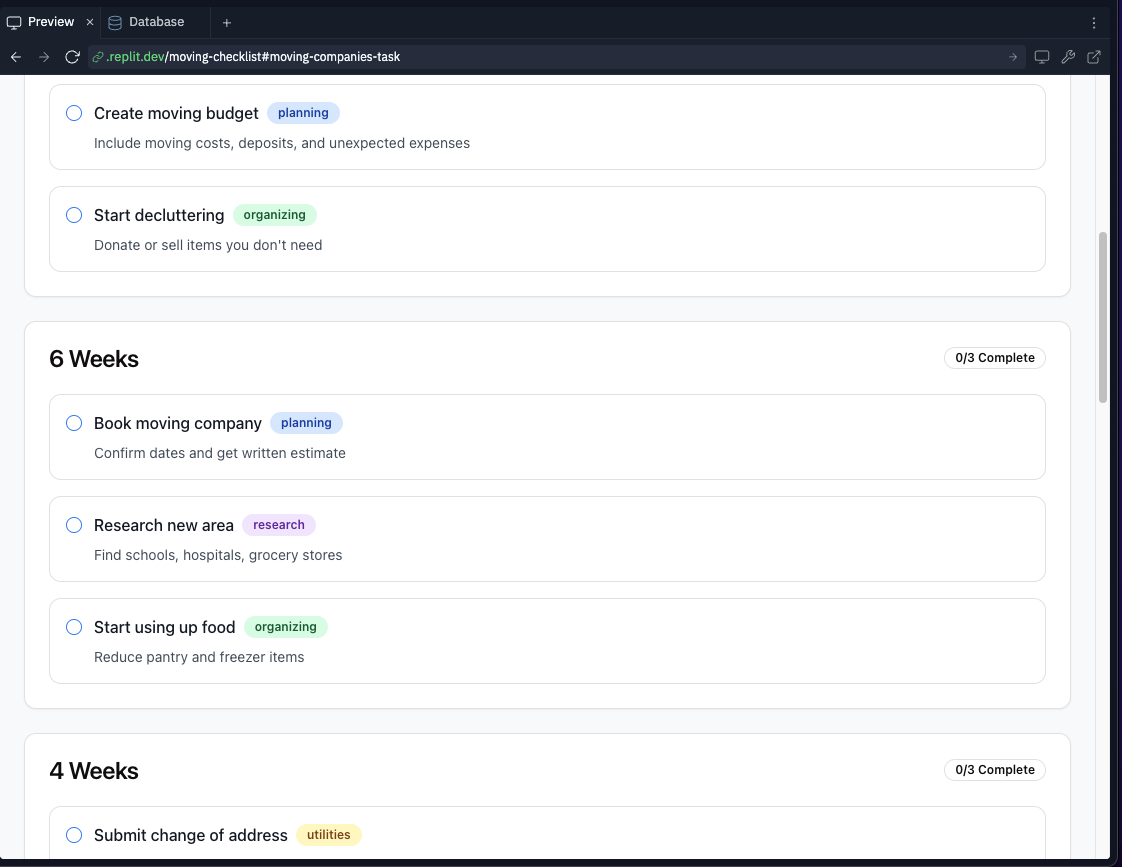 Preview
Database
.replit.dev/moving-checklist#moving-companies-task
Create moving budget planning
Include moving costs, deposits, and unexpected expenses
Start decluttering organizing
Donate or sell items you don't need
6 Weeks 0/3 Complete
Book moving company planning
Confirm dates and get written estimate
Research new area research
Find schools, hospitals, grocery stores
Start using up food organizing
Reduce pantry and freezer items
4 Weeks 0/3 Complete
Submit change of address utilities